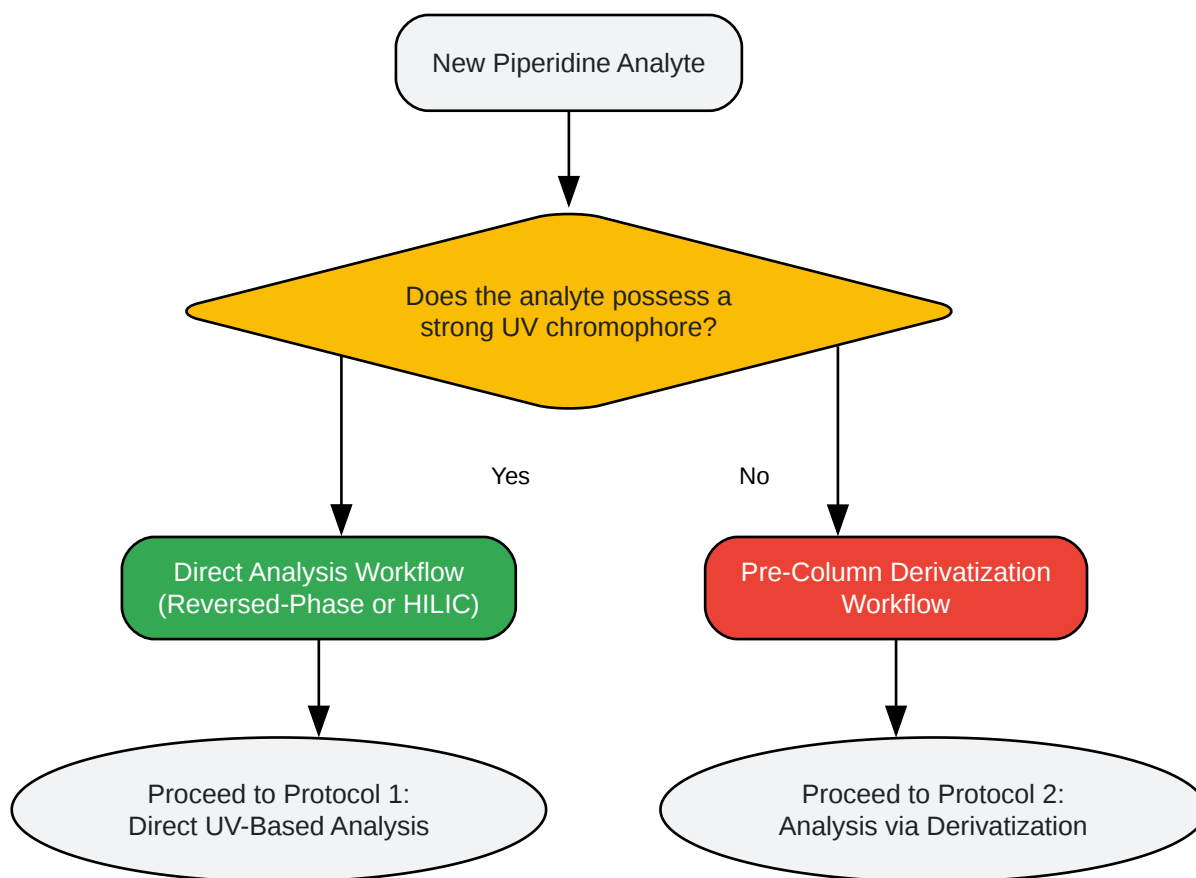 New Piperidine Analyte
Does the analyte possess a
strong UV chromophore?
Yes
No
Direct Analysis Workflow
(Reversed-Phase or HILIC)
Pre-Column Derivatization
Workflow
Proceed to Protocol 1:
Direct UV-Based Analysis
Proceed to Protocol 2:
Analysis via Derivatization